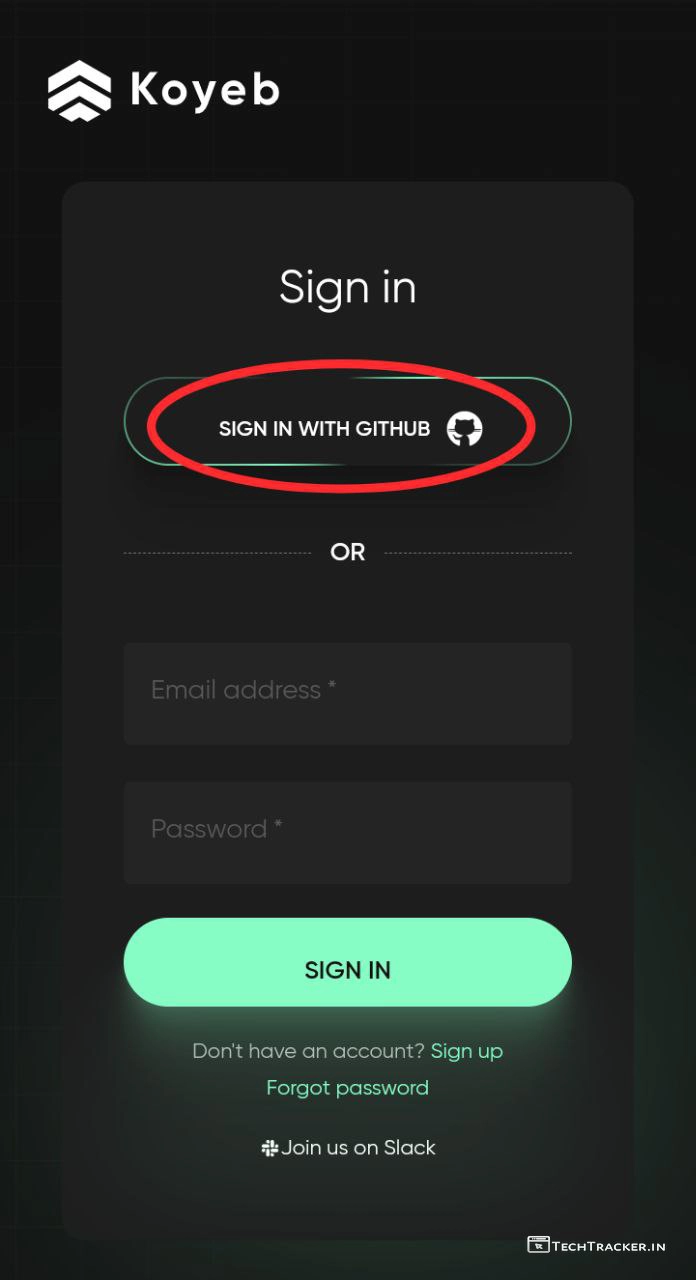 Koyeb
Sign in
SIGN IN WITH GITHUB
OR
Email address *
Password *
SIGN IN
Don't have an account? Sign up
Forgot password
Join us on Slack
TECHTRACKER.IN